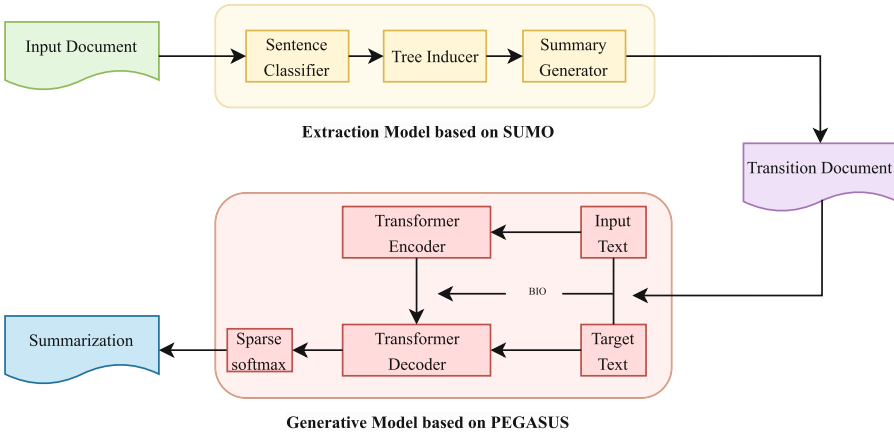 Input Document
Sentence
Classifier
Tree Inducer
Summary
Generator
Extraction Model based on SUMO
Transition Document
Transformer
Encoder
Input
Text
BIO
Summarization
Sparse
softmax
Transformer
Decoder
Target
Text
Generative Model based on PEGASUS